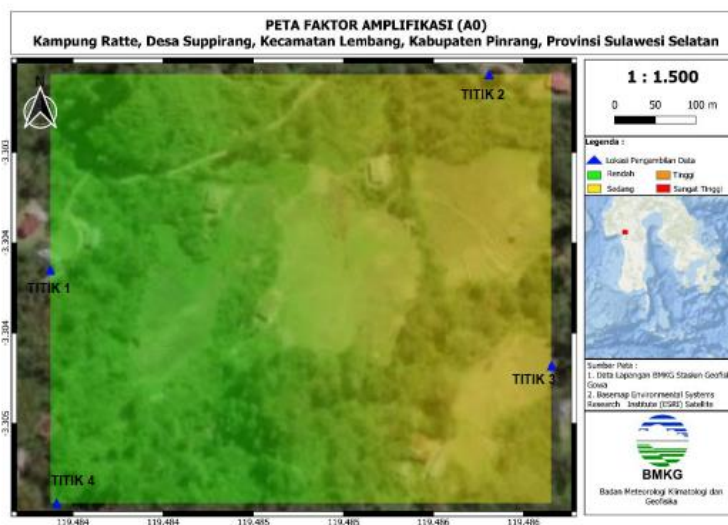 PETA FAKTOR AMPLIFIKASI (A0)
Kampung Ratte, Desa Suppirang, Kecamatan Lembang, Kabupaten Pinrang, Provinsi Sulawesi Selatan
N
TITIK 2
TITIK 1
TITIK 3
TITIK 4
-3.303
-3.304
-3.304
-3.305
119.484
119.484
119.485
119.485
119.486
119.486
1 : 1.500
0 50 100 m
Legenda :
Lokasi Pengambilan Data
Rendah
Tinggi
Sedang
Sangat Tinggi
Sumber Peta :
1. Data Lapangan BMKG Stasiun Geofisi
Gowa
2. Basemap Environmental Systems
Research Institute (ESRI) Satellite
BMKG
Badan Meteorologi Klimatologi dan
Geofisika